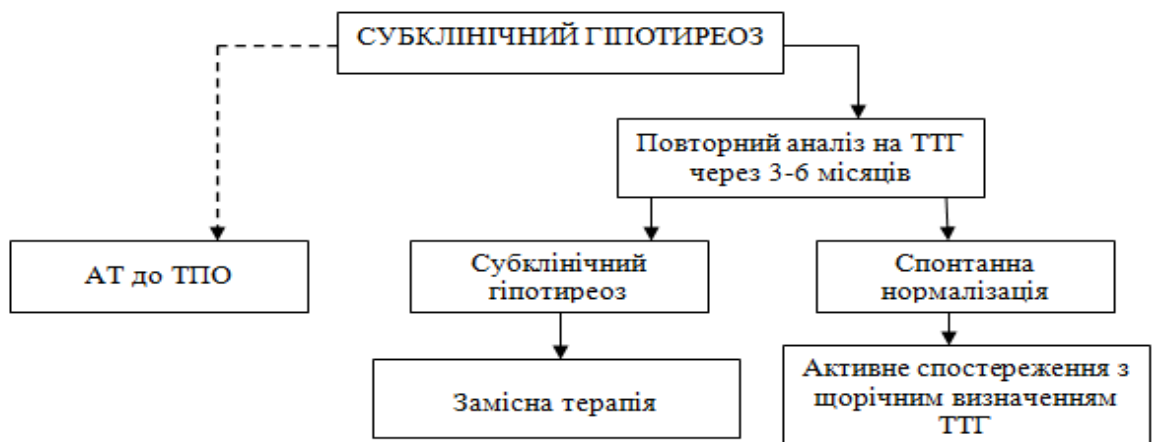 СУБКЛІНІЧНИЙ ГІПОТИРЕОЗ
Повторний аналіз на ТТГ
через 3-6 місяців
АТ до ТПО
Субклінічний
гіпотиреоз
Спонтанна
нормалізація
Замісна терапія
Активне спостереження з
щорічним визначенням
ТТГ